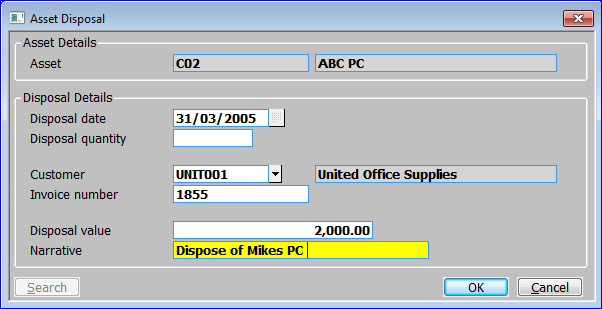 Asset Disposal
Asset Details
Asset C02 ABC PC
Disposal Details
Disposal date 31/03/2005
Disposal quantity
Customer UNIT001 United Office Supplies
Invoice number 1855
Disposal value 2,000.00
Narrative Dispose of Mikes PC
Search OK Cancel